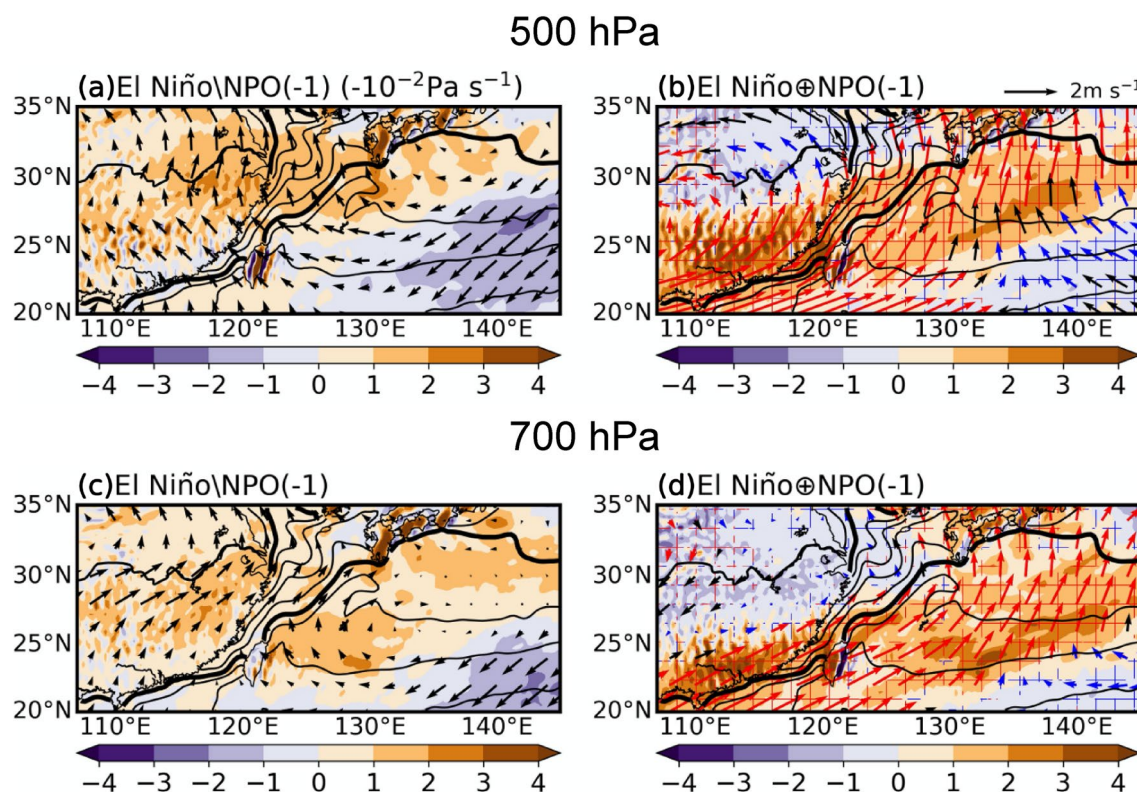 500 hPa
(a)El Niño\NPO(-1) (-10⁻²Pa s⁻¹)
(b)El Niño⊕NPO(-1)
2m s⁻¹
35°N
30°N
25°N
20°N
110°E 120°E 130°E 140°E
−4 −3 −2 −1 0 1 2 3 4
35°N
30°N
25°N
20°N
110°E 120°E 130°E 140°E
−4 −3 −2 −1 0 1 2 3 4
700 hPa
(c)El Niño\NPO(-1)
(d)El Niño⊕NPO(-1)
35°N
30°N
25°N
20°N
110°E 120°E 130°E 140°E
−4 −3 −2 −1 0 1 2 3 4
35°N
30°N
25°N
20°N
110°E 120°E 130°E 140°E
−4 −3 −2 −1 0 1 2 3 4